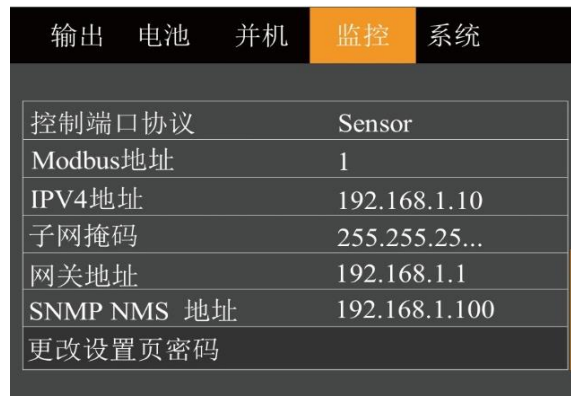 输出 电池 并机 监控 系统
控制端口协议 Sensor
Modbus地址 1
IPV4地址 192.168.1.10
子网掩码 255.255.25...
网关地址 192.168.1.1
SNMP NMS 地址 192.168.1.100
更改设置页密码